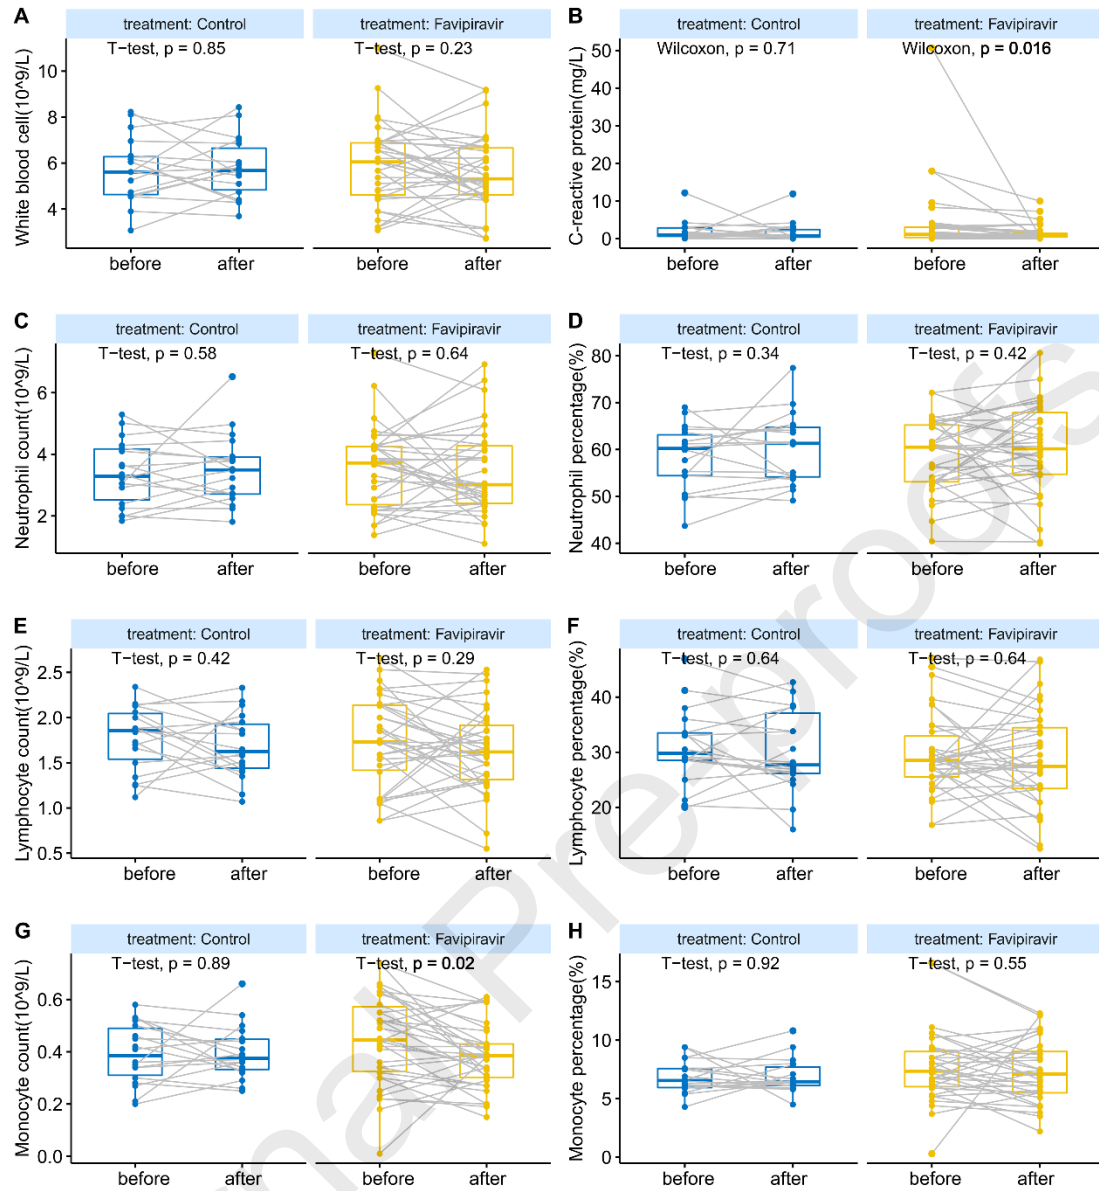 A
treatment: Control
treatment: Favipiravir
T-test, p = 0.85
T-test, p = 0.23
White blood cell(10^9/L)
10
8
6
4
before
after
before
after
B
treatment: Control
treatment: Favipiravir
Wilcoxon, p = 0.71
Wilcoxon, p = 0.016
C-reactive protein(mg/L)
50
40
30
20
10
0
before
after
before
after
C
treatment: Control
treatment: Favipiravir
T-test, p = 0.58
T-test, p = 0.64
Neutrophil count(10^9/L)
6
4
2
before
after
before
after
D
treatment: Control
treatment: Favipiravir
T-test, p = 0.34
T-test, p = 0.42
Neutrophil percentage(%)
80
70
60
50
40
before
after
before
after
E
treatment: Control
treatment: Favipiravir
T-test, p = 0.42
T-test, p = 0.29
Lymphocyte count(10^9/L)
2.5
2.0
1.5
1.0
0.5
before
after
before
after
F
treatment: Control
treatment: Favipiravir
T-test, p = 0.64
T-test, p = 0.64
Lymphocyte percentage(%)
40
30
20
before
after
before
after
G
treatment: Control
treatment: Favipiravir
T-test, p = 0.89
T-test, p = 0.02
Monocyte count(10^9/L)
0.6
0.4
0.2
0.0
before
after
before
after
H
treatment: Control
treatment: Favipiravir
T-test, p = 0.92
T-test, p = 0.55
Monocyte percentage(%)
15
10
5
0
before
after
before
after
rnal Pre-proofs